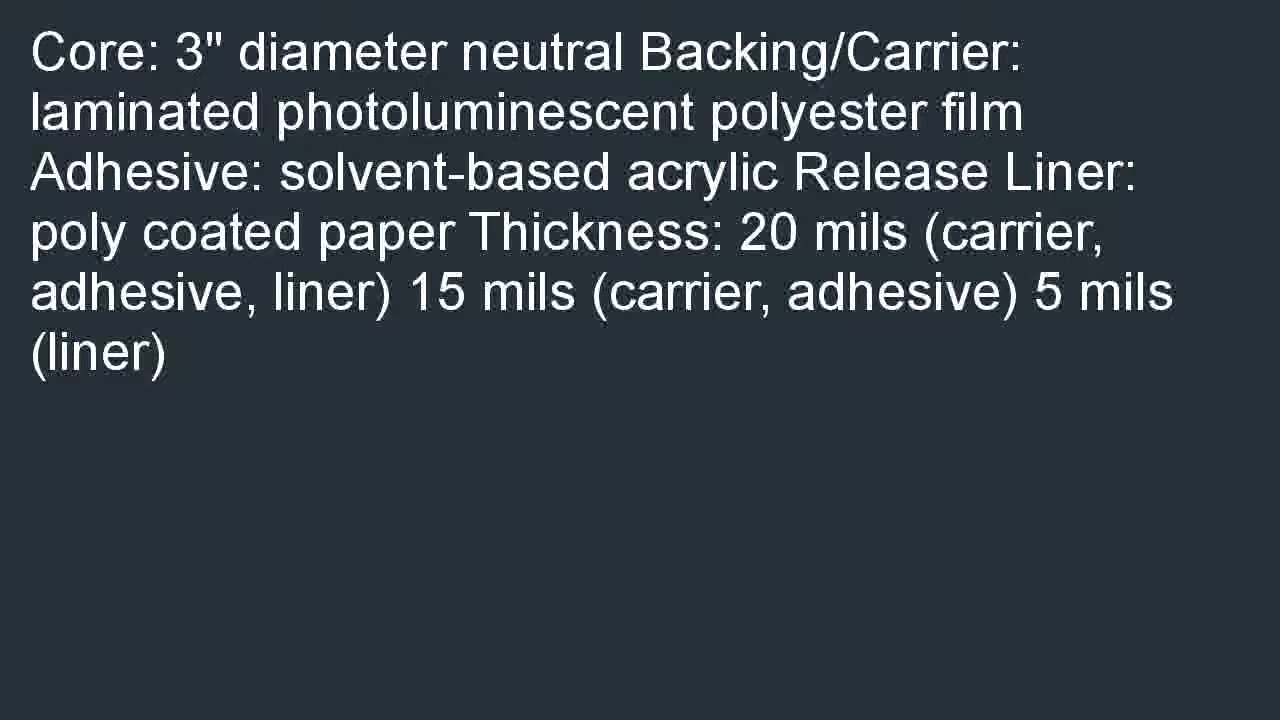 Core: 3" diameter neutral Backing/Carrier:
laminated photoluminescent polyester film
Adhesive: solvent-based acrylic Release Liner:
poly coated paper Thickness: 20 mils (carrier,
adhesive, liner) 15 mils (carrier, adhesive) 5 mils
(liner)